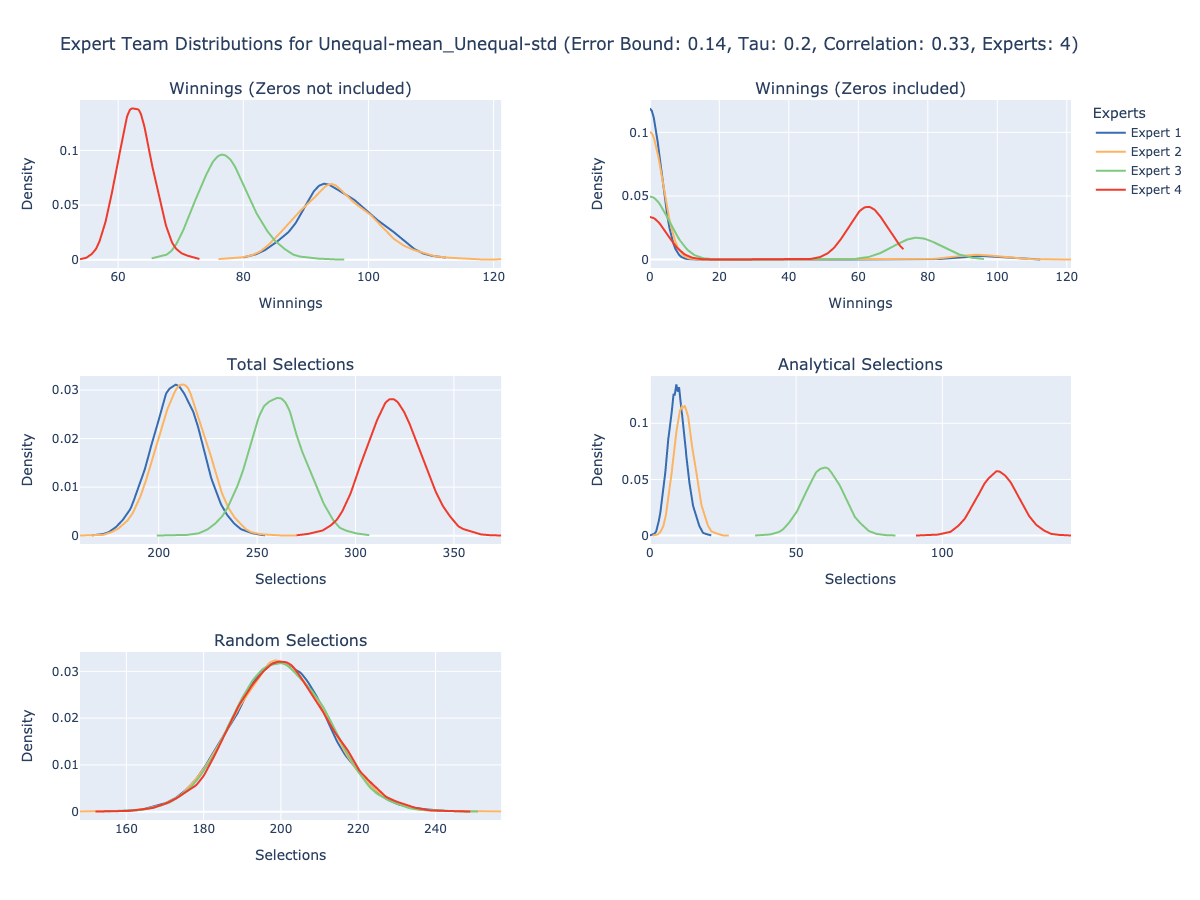 Expert Team Distributions for Unequal-mean_Unequal-std (Error Bound: 0.14, Tau: 0.2, Correlation: 0.33, Experts: 4)
Winnings (Zeros not included)
Density
0.1
0.05
0
60
80
100
120
Winnings
Winnings (Zeros included)
Density
0.1
0.05
0
0
20
40
60
80
100
120
Winnings
Experts
Expert 1
Expert 2
Expert 3
Expert 4
Total Selections
Density
0.03
0.02
0.01
0
200
250
300
350
Selections
Analytical Selections
Density
0.1
0.05
0
0
50
100
Selections
Random Selections
Density
0.03
0.02
0.01
0
160
180
200
220
240
Selections